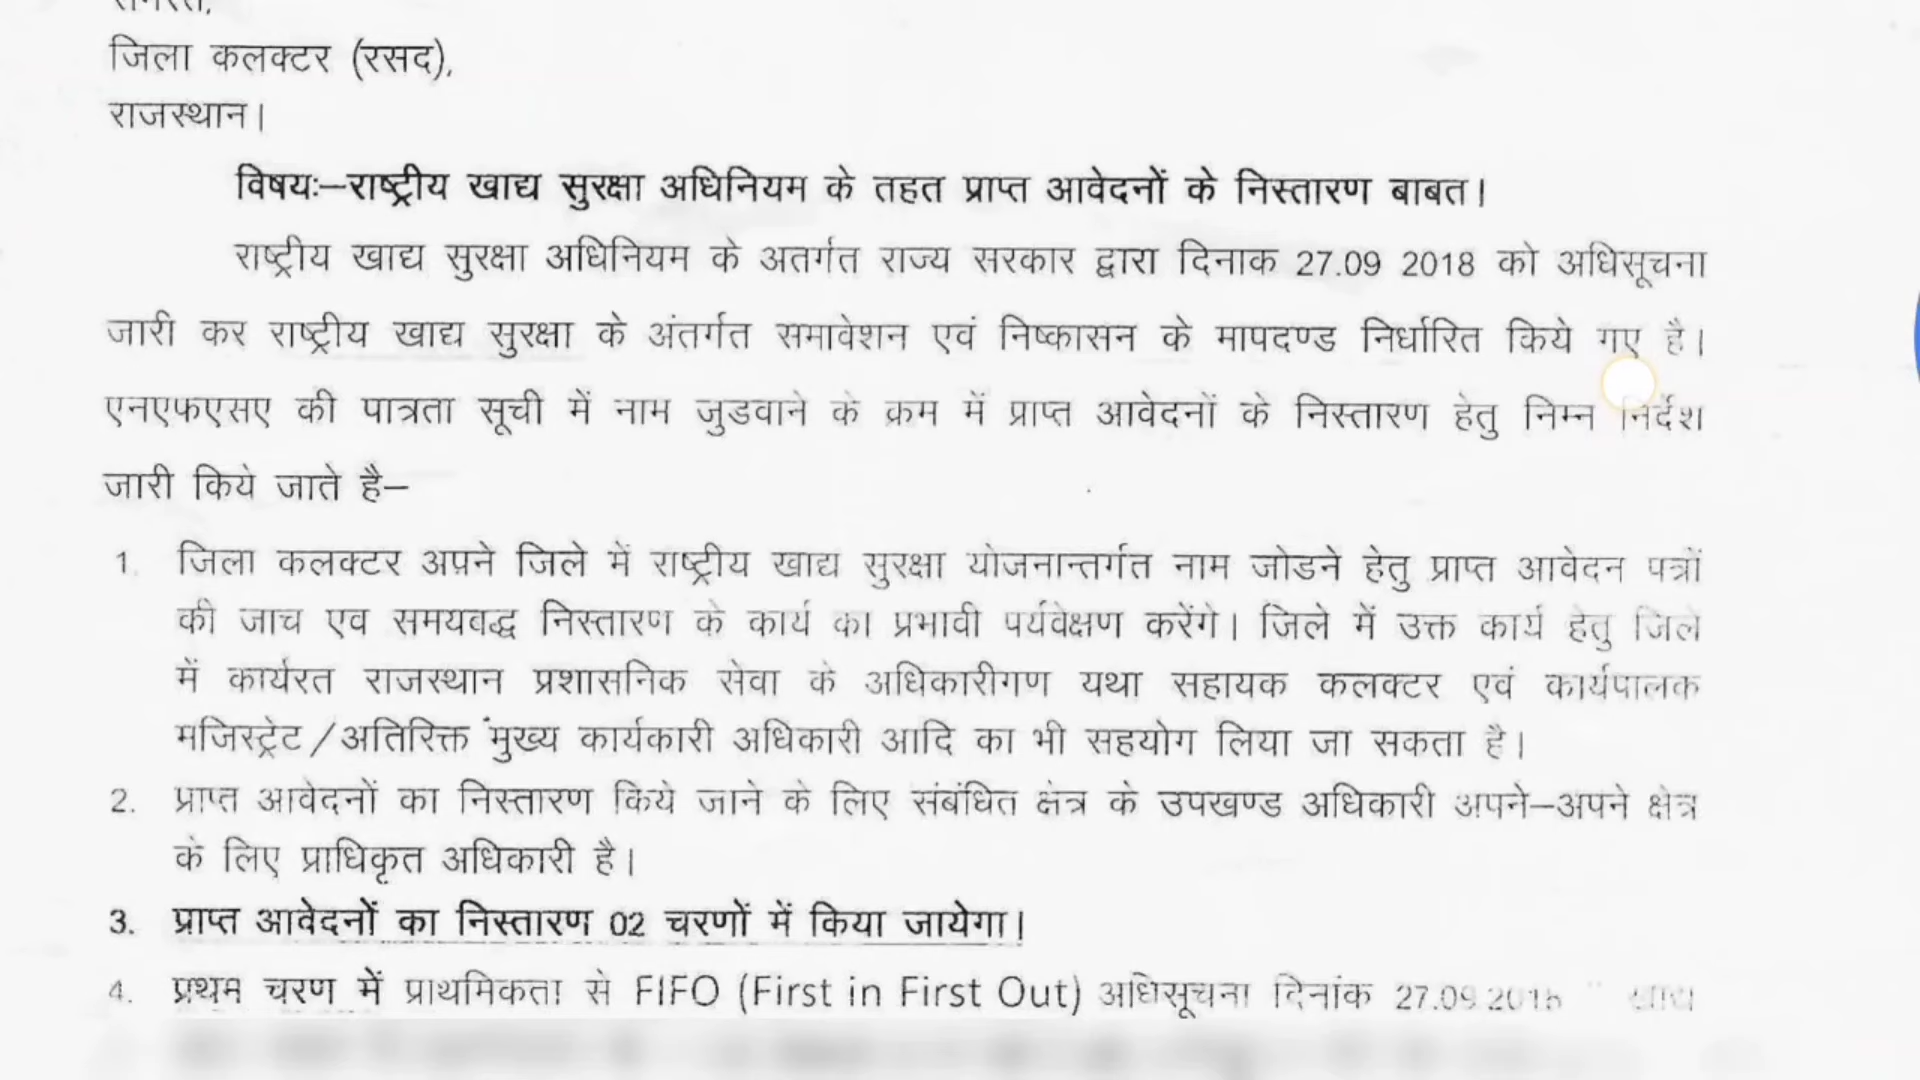 समस्त,
जिला कलक्टर (रसद),
राजस्थान।
विषयः–राष्ट्रीय खाद्य सुरक्षा अधिनियम के तहत प्राप्त आवेदनों के निस्तारण बाबत।
राष्ट्रीय खाद्य सुरक्षा अधिनियम के अतर्गत राज्य सरकार द्वारा दिनाक 27.09 2018 को अधिसूचना
जारी कर राष्ट्रीय खाद्य सुरक्षा के अंतर्गत समावेशन एवं निष्कासन के मापदण्ड निर्धारित किये गए है।
एनएफएसए की पात्रता सूची में नाम जुडवाने के क्रम में प्राप्त आवेदनों के निस्तारण हेतु निम्न निर्देश
जारी किये जाते है–
1. जिला कलक्टर अपने जिले में राष्ट्रीय खाद्य सुरक्षा योजनान्तर्गत नाम जोडने हेतु प्राप्त आवेदन पत्रों
की जाच एव समयबद्ध निस्तारण के कार्य का प्रभावी पर्यवेक्षण करेंगे। जिले में उक्त कार्य हेतु जिले
में कार्यरत राजस्थान प्रशासनिक सेवा के अधिकारीगण यथा सहायक कलक्टर एवं कार्यपालक
मजिस्ट्रेट/अतिरिक्त मुख्य कार्यकारी अधिकारी आदि का भी सहयोग लिया जा सकता है।
2. प्राप्त आवेदनों का निस्तारण किये जाने के लिए संबंधित क्षेत्र के उपखण्ड अधिकारी अपने–अपने क्षेत्र
के लिए प्राधिकृत अधिकारी है।
3. प्राप्त आवेदनों का निस्तारण 02 चरणों में किया जायेगा।
4. प्रथम चरण में प्राथमिकता से FIFO (First in First Out) अधिसूचना दिनांक 27.09.2018